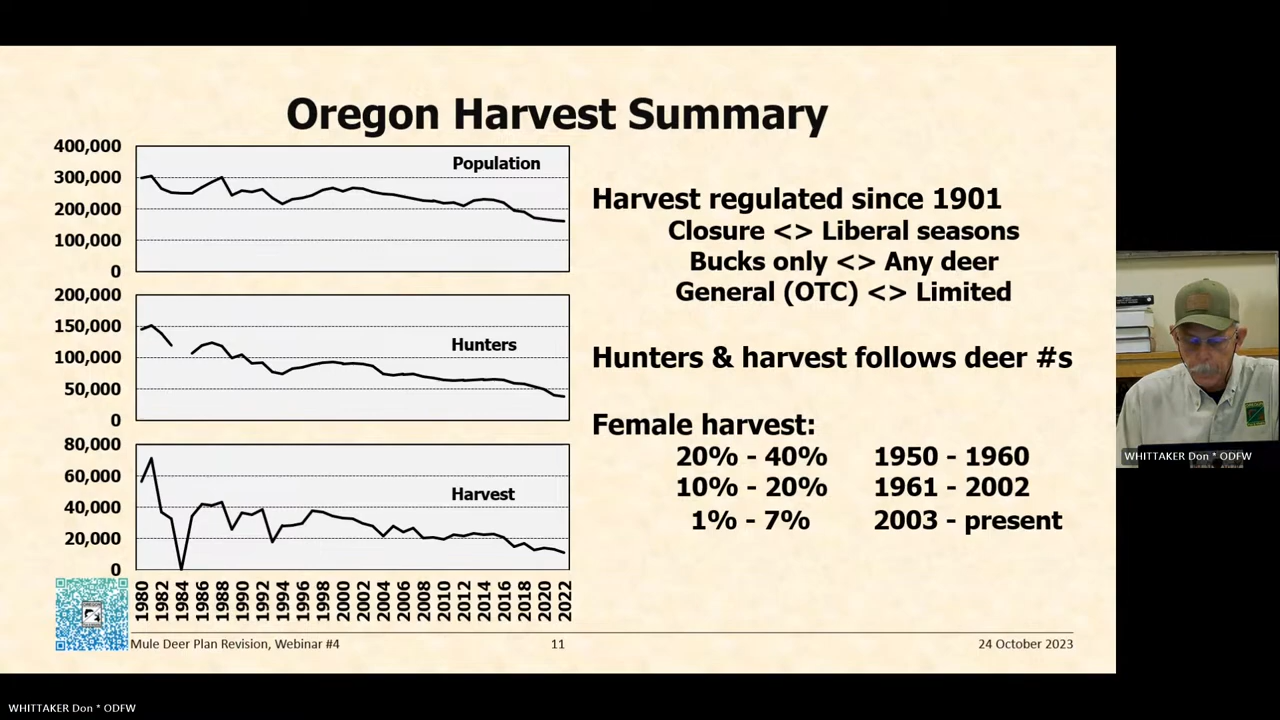 Oregon Harvest Summary
400,000
300,000
200,000
100,000
0
Population
200,000
150,000
100,000
50,000
0
Hunters
80,000
60,000
40,000
20,000
0
Harvest
1980 1982 1984 1986 1988 1990 1992 1994 1996 1998 2000 2002 2004 2006 2008 2010 2012 2014 2016 2018 2020 2022
Harvest regulated since 1901
Closure <> Liberal seasons
Bucks only <> Any deer
General (OTC) <> Limited
Hunters & harvest follows deer #s
Female harvest:
20% - 40% 1950 - 1960
10% - 20% 1961 - 2002
1% - 7% 2003 - present
Mule Deer Plan Revision, Webinar #4 11 24 October 2023
WHITTAKER Don * ODFW
WHITTAKER Don * ODFW